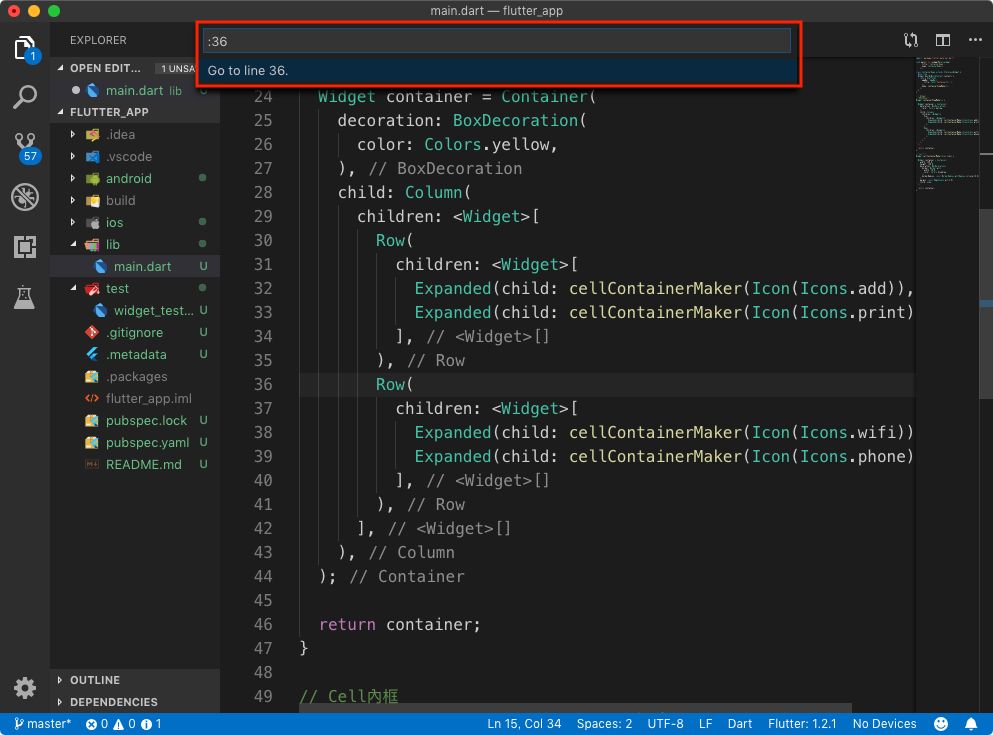 main.dart — flutter_app
EXPLORER
:36
Go to line 36.
OPEN EDIT...
1 UNSA
main.dart lib
FLUTTER_APP
.idea
.vscode
android
build
ios
lib
main.dart U
test
widget_test... U
.gitignore U
.metadata U
.packages
flutter_app.iml
pubspec.lock U
pubspec.yaml U
README.md U
OUTLINE
DEPENDENCIES
1
57
24 Widget container = Container(
25 decoration: BoxDecoration(
26 color: Colors.yellow,
27 ), // BoxDecoration
28 child: Column(
29 children: <Widget>[
30 Row(
31 children: <Widget>[
32 Expanded(child: cellContainerMaker(Icon(Icons.add)),
33 Expanded(child: cellContainerMaker(Icon(Icons.print)
34 ], // <Widget>[]
35 ), // Row
36 Row(
37 children: <Widget>[
38 Expanded(child: cellContainerMaker(Icon(Icons.wifi))
39 Expanded(child: cellContainerMaker(Icon(Icons.phone)
40 ], // <Widget>[]
41 ), // Row
42 ], // <Widget>[]
43 ), // Column
44 ); // Container
45
46 return container;
47 }
48
49 // Cell內框
master* 0 0 1 Ln 15, Col 34 Spaces: 2 UTF-8 LF Dart Flutter: 1.2.1 No Devices